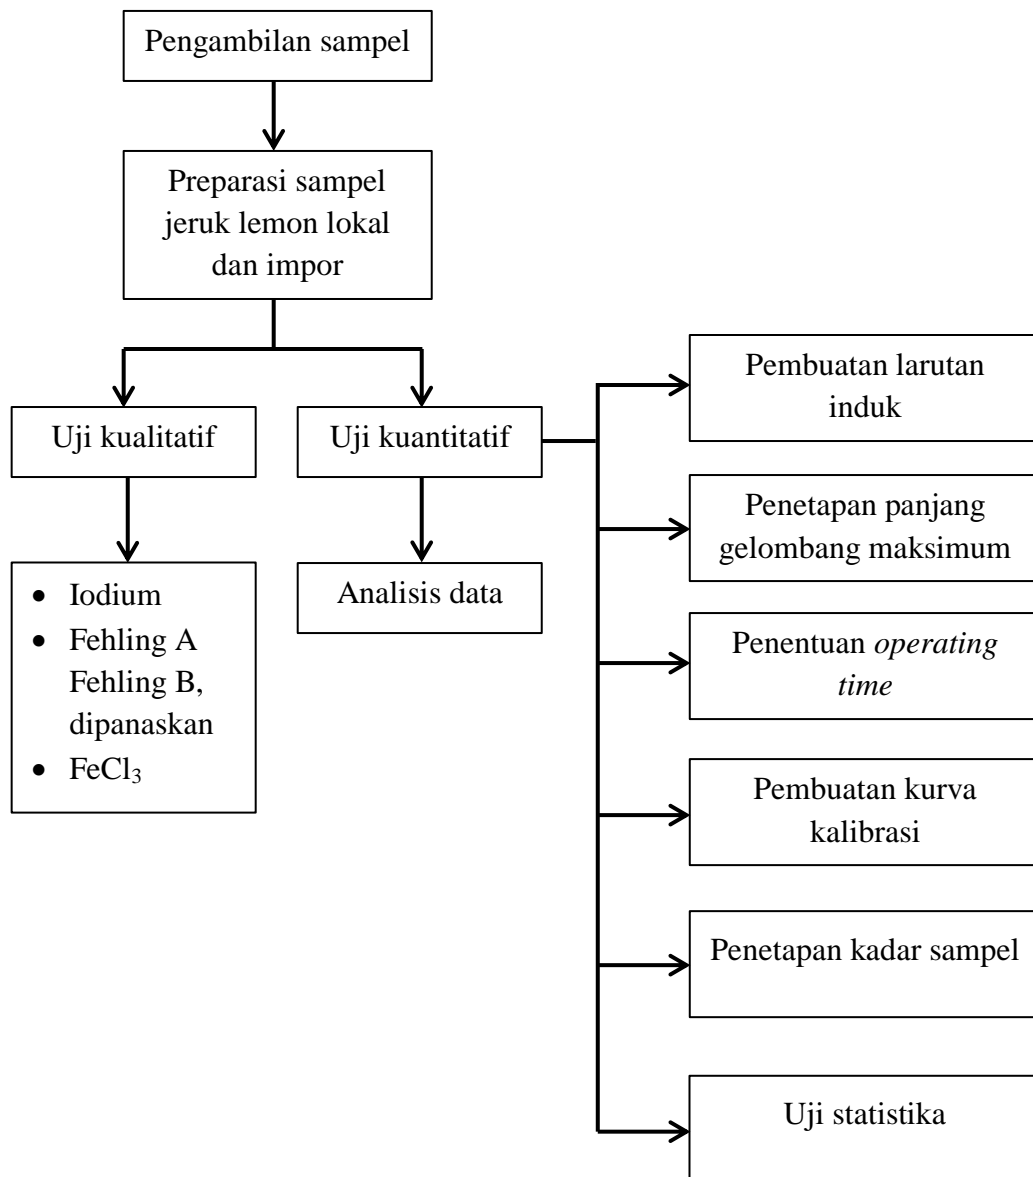 Pengambilan sampel
Preparasi sampel
jeruk lemon lokal
dan impor
Uji kualitatif
Uji kuantitatif
• Iodium
• Fehling A
Fehling B,
dipanaskan
• FeCl₃
Analisis data
Pembuatan larutan
induk
Penetapan panjang
gelombang maksimum
Penentuan operating
time
Pembuatan kurva
kalibrasi
Penetapan kadar sampel
Uji statistika